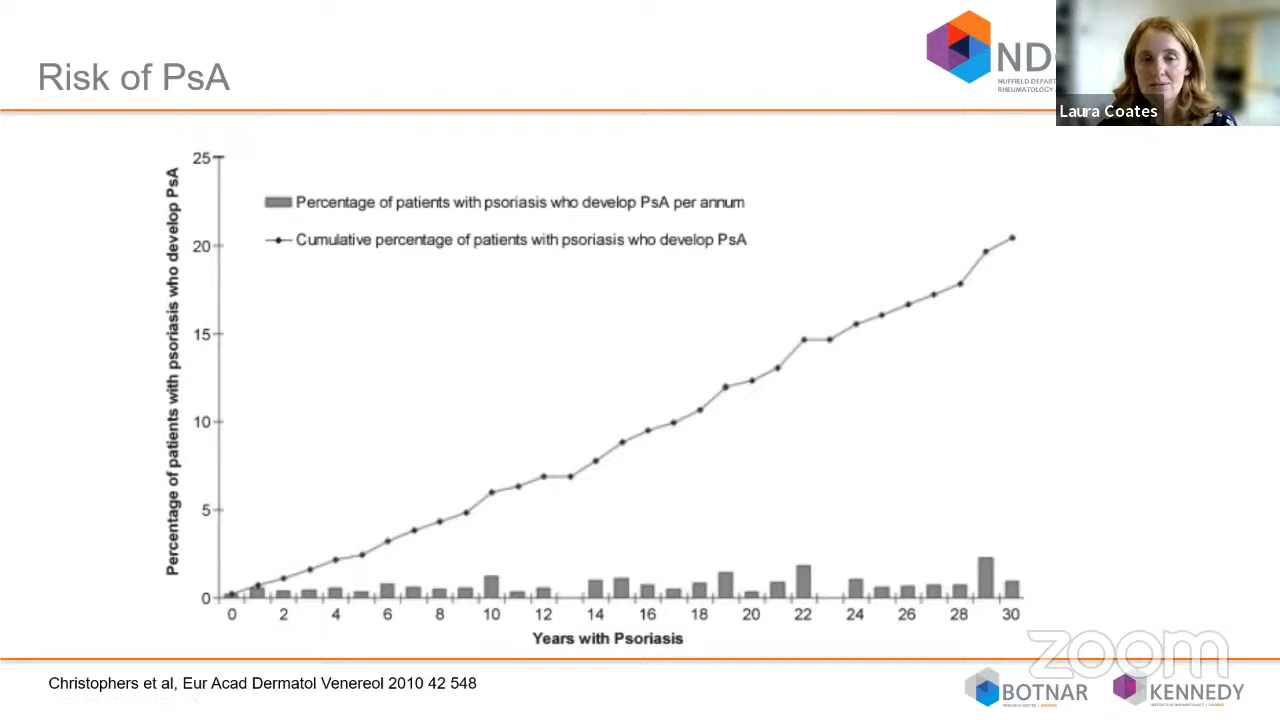 Risk of PsA
ND
NUFFIELD DEPART
RHEUMATOLOGY
Laura Coates
Percentage of patients with psoriasis who develop PsA
25
20
15
10
5
0
Percentage of patients with psoriasis who develop PsA per annum
Cumulative percentage of patients with psoriasis who develop PsA
0 2 4 6 8 10 12 14 16 18 20 22 24 26 28 30
Years with Psoriasis
zoom
Christophers et al, Eur Acad Dermatol Venereol 2010 42 548
BOTNAR
KENNEDY